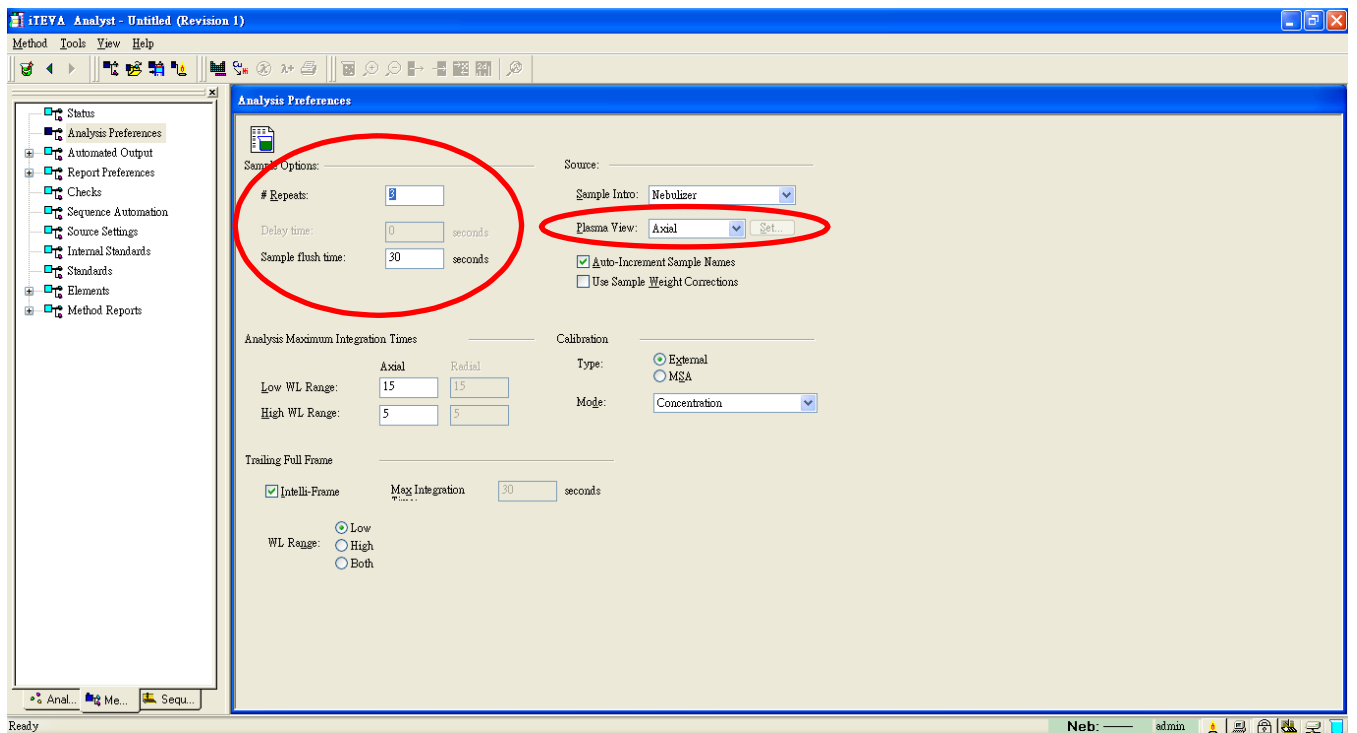 iTEVA Analyst - Untitled (Revision 1)
Method Tools View Help
Status
Analysis Preferences
Automated Output
Report Preferences
Checks
Sequence Automation
Source Settings
Internal Standards
Standards
Elements
Method Reports
Anal... Me... Sequ...
Analysis Preferences
Sample Options:
# Repeats: 3
Delay time: 0 seconds
Sample flush time: 30 seconds
Source:
Sample Intro: Nebulizer
Plasma View: Axial Set...
Auto-Increment Sample Names
Use Sample Weight Corrections
Analysis Maximum Integration Times
Axial Radial
Low WL Range: 15 15
High WL Range: 5 5
Calibration
Type: External
MSA
Mode: Concentration
Trailing Full Frame
Intelli-Frame Max Integration 30 seconds
WL Range: Low
High
Both
Ready Neb: admin